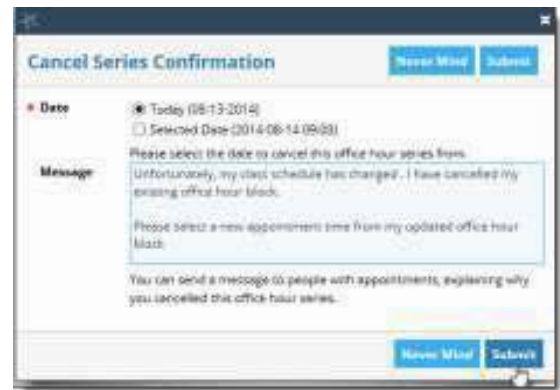 Cancel Series Confirmation
Never Mind Submit
* Date
Today (08-13-2014)
Selected Date (2014-08-14 09:00)
Please select the date to cancel this office hour series from
Message
Unfortunately, my class schedule has changed. I have cancelled my
existing office hour block.
Please select a new appointment time from my updated office hour
block
You can send a message to people with appointments, explaining why
you cancelled this office hour series.
Never Mind Submit